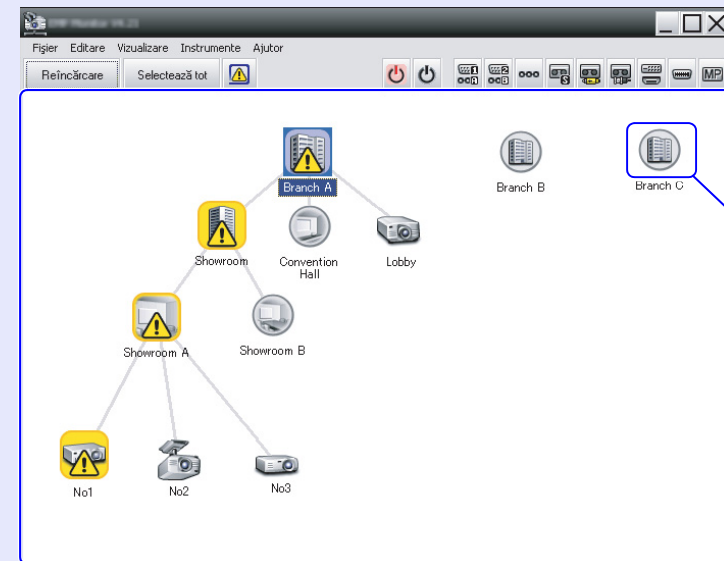 Fișier Editare Vizualizare Instrumente Ajutor
Reîncărcare Selectează tot
MP
Branch A
Branch B
Branch C
Showroom
Convention
Hall
Lobby
Showroom A
Showroom B
No1
No2
No3